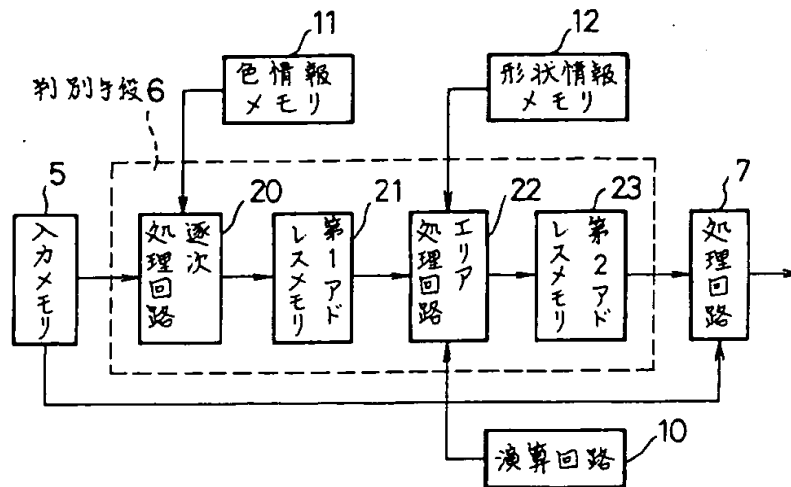 11
12
色情報
メモリ
形状情報
メモリ
判別手段6
5
20
21
22
23
7
入力メモリ
逐次
処理回路
第1アド
レスメモリ
エリア
処理回路
第2アド
レスメモリ
処理回路
演算回路
10